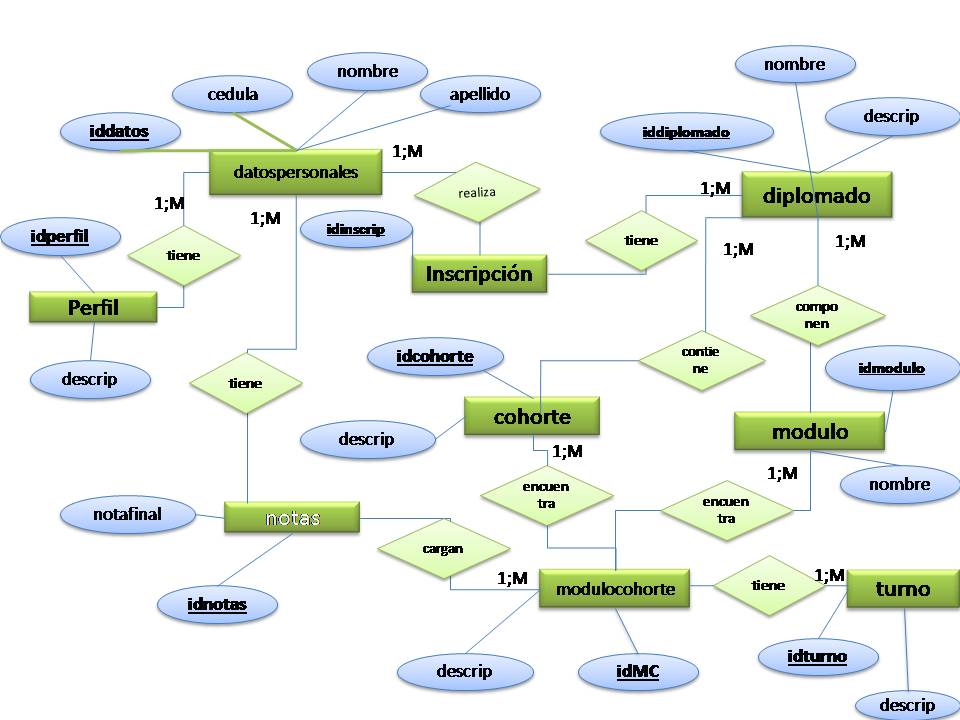 nombre
nombre
cedula
apellido
descrip
iddatos
iddiplomado
1;M
datospersonales
1;M
diplomado
realiza
1;M
1;M
idinscrip
idperfil
tiene
1;M
1;M
tiene
Inscripción
Perfil
compo
nen
idcohorte
contie
ne
idmodulo
descrip
tiene
cohorte
modulo
descrip
1;M
1;M
encuen
tra
nombre
encuen
tra
notafinal
notas
cargan
1;M
1;M
modulocohorte
tiene
turno
idnotas
idturno
descrip
idMC
descrip